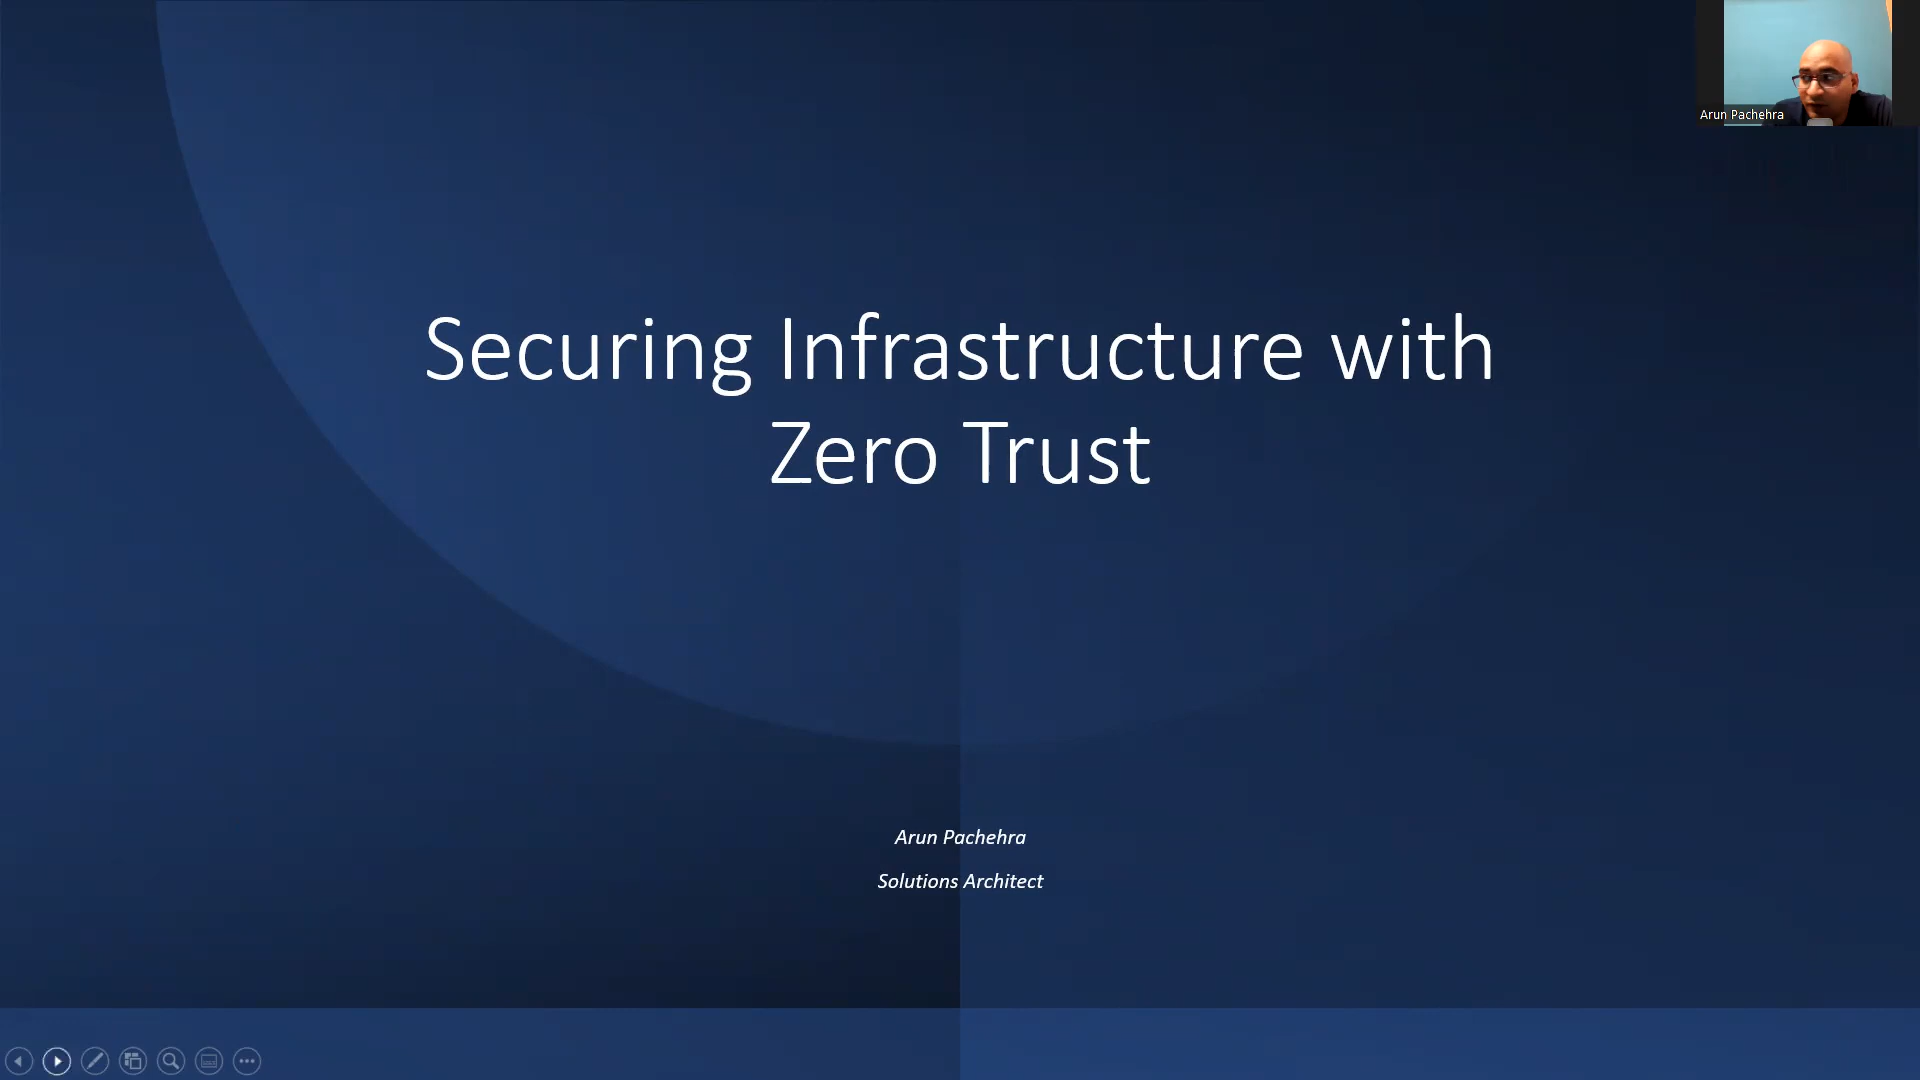 Arun Pachehra
Securing Infrastructure with
Zero Trust
Arun Pachehra
Solutions Architect